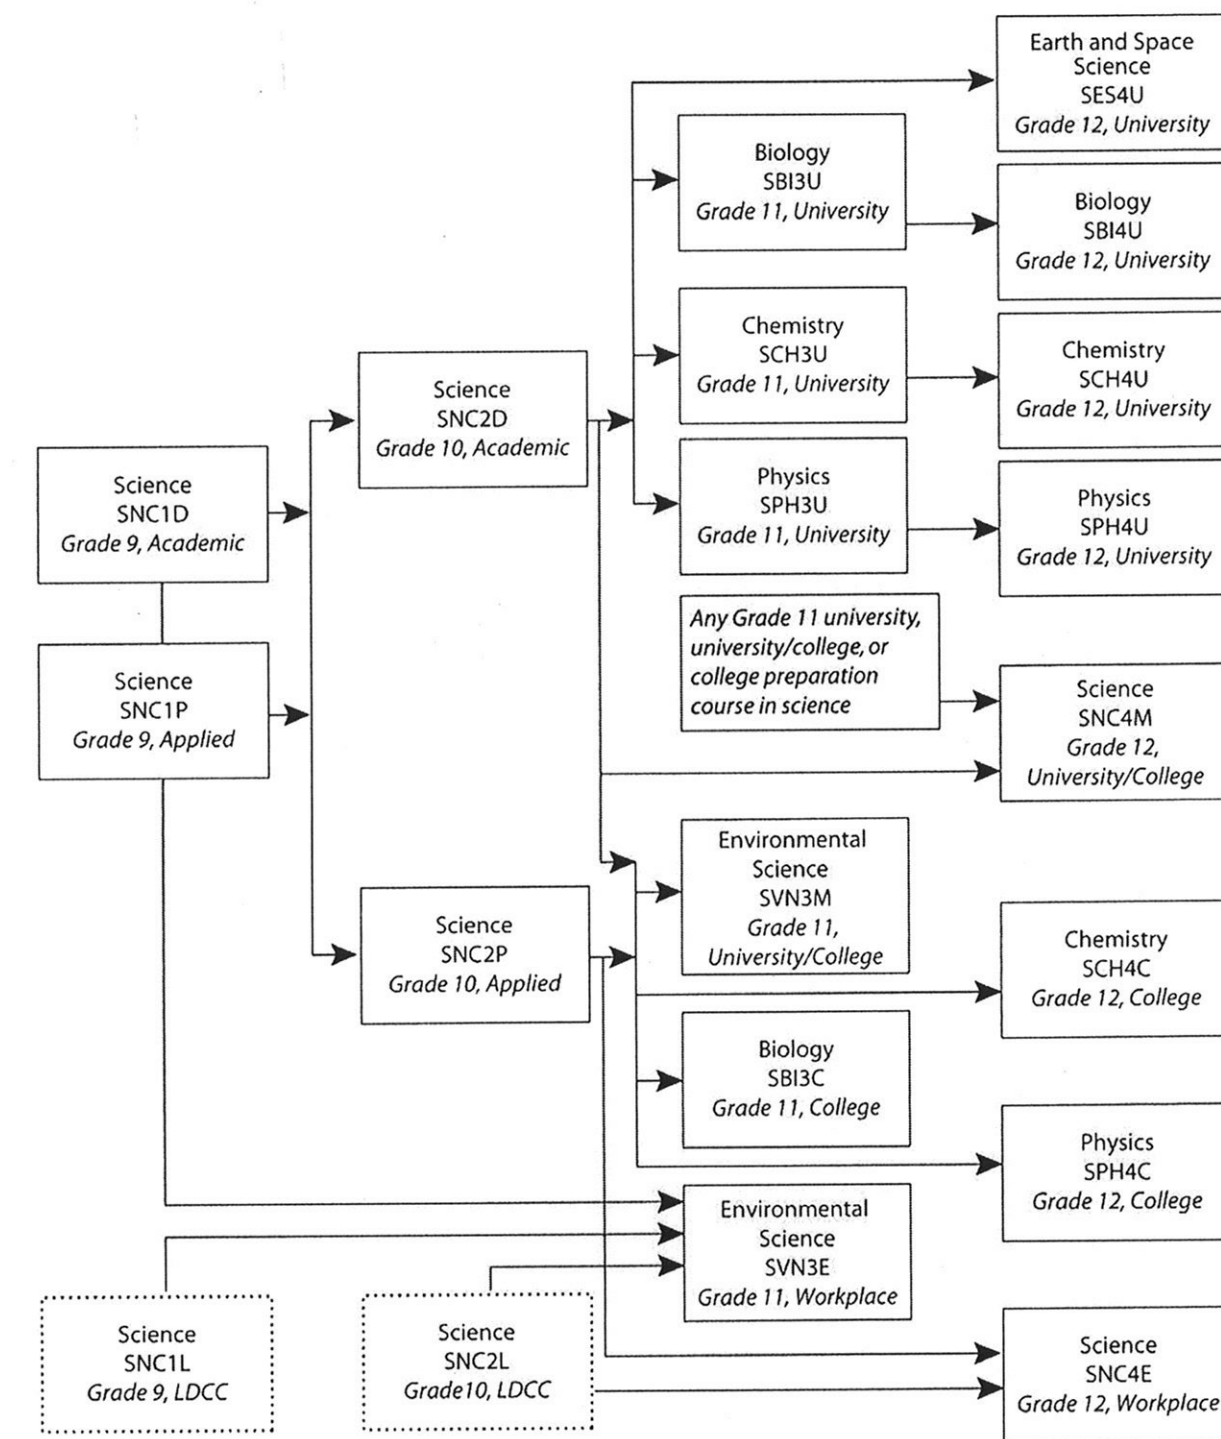 Earth and Space
Science
SES4U
Grade 12, University
Biology
SBI3U
Grade 11, University
Biology
SBI4U
Grade 12, University
Chemistry
SCH3U
Grade 11, University
Chemistry
SCH4U
Grade 12, University
Science
SNC2D
Grade 10, Academic
Science
SNC1D
Grade 9, Academic
Physics
SPH3U
Grade 11, University
Physics
SPH4U
Grade 12, University
Any Grade 11 university,
university/college, or
college preparation
course in science
Science
SNC1P
Grade 9, Applied
Science
SNC4M
Grade 12,
University/College
Environmental
Science
SVN3M
Grade 11,
University/College
Science
SNC2P
Grade 10, Applied
Chemistry
SCH4C
Grade 12, College
Biology
SBI3C
Grade 11, College
Physics
SPH4C
Grade 12, College
Environmental
Science
SVN3E
Grade 11, Workplace
Science
SNC1L
Grade 9, LDCC
Science
SNC2L
Grade10, LDCC
Science
SNC4E
Grade 12, Workplace